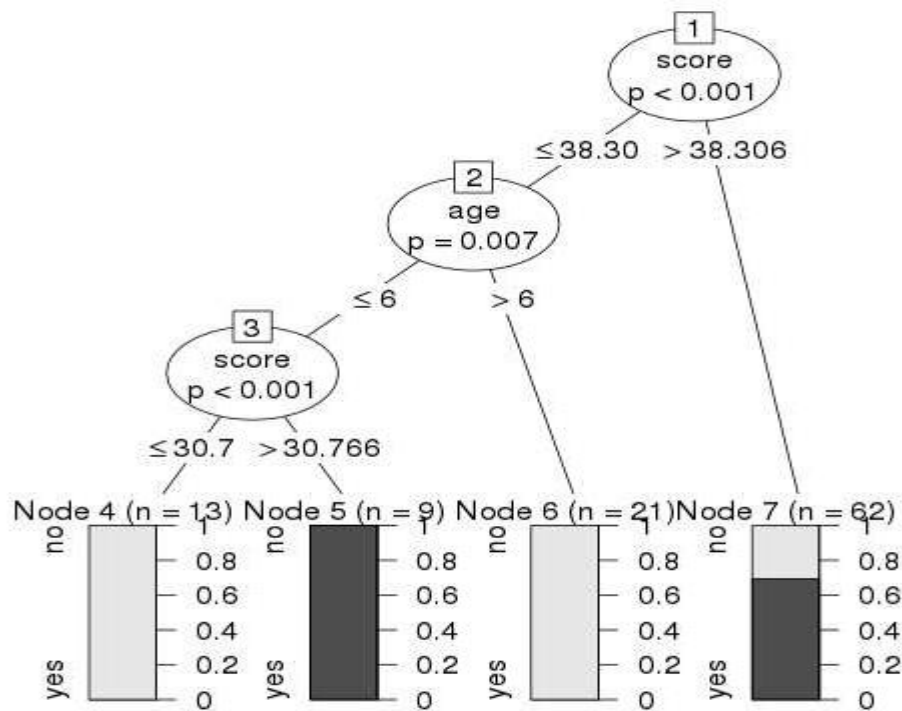 1
score
p < 0.001
≤38.30 > 38.306
2
age
p = 0.007
≤ 6 > 6
3
score
p < 0.001
≤30.7 >30.766
Node 4 (n = 13) Node 5 (n = 9) Node 6 (n = 21) Node 7 (n = 62)
no 1 no 1 no 1 no 1
0.8 0.8 0.8 0.8
0.6 0.6 0.6 0.6
0.4 0.4 0.4 0.4
yes 0.2 yes 0.2 yes 0.2 yes 0.2
0 0 0 0